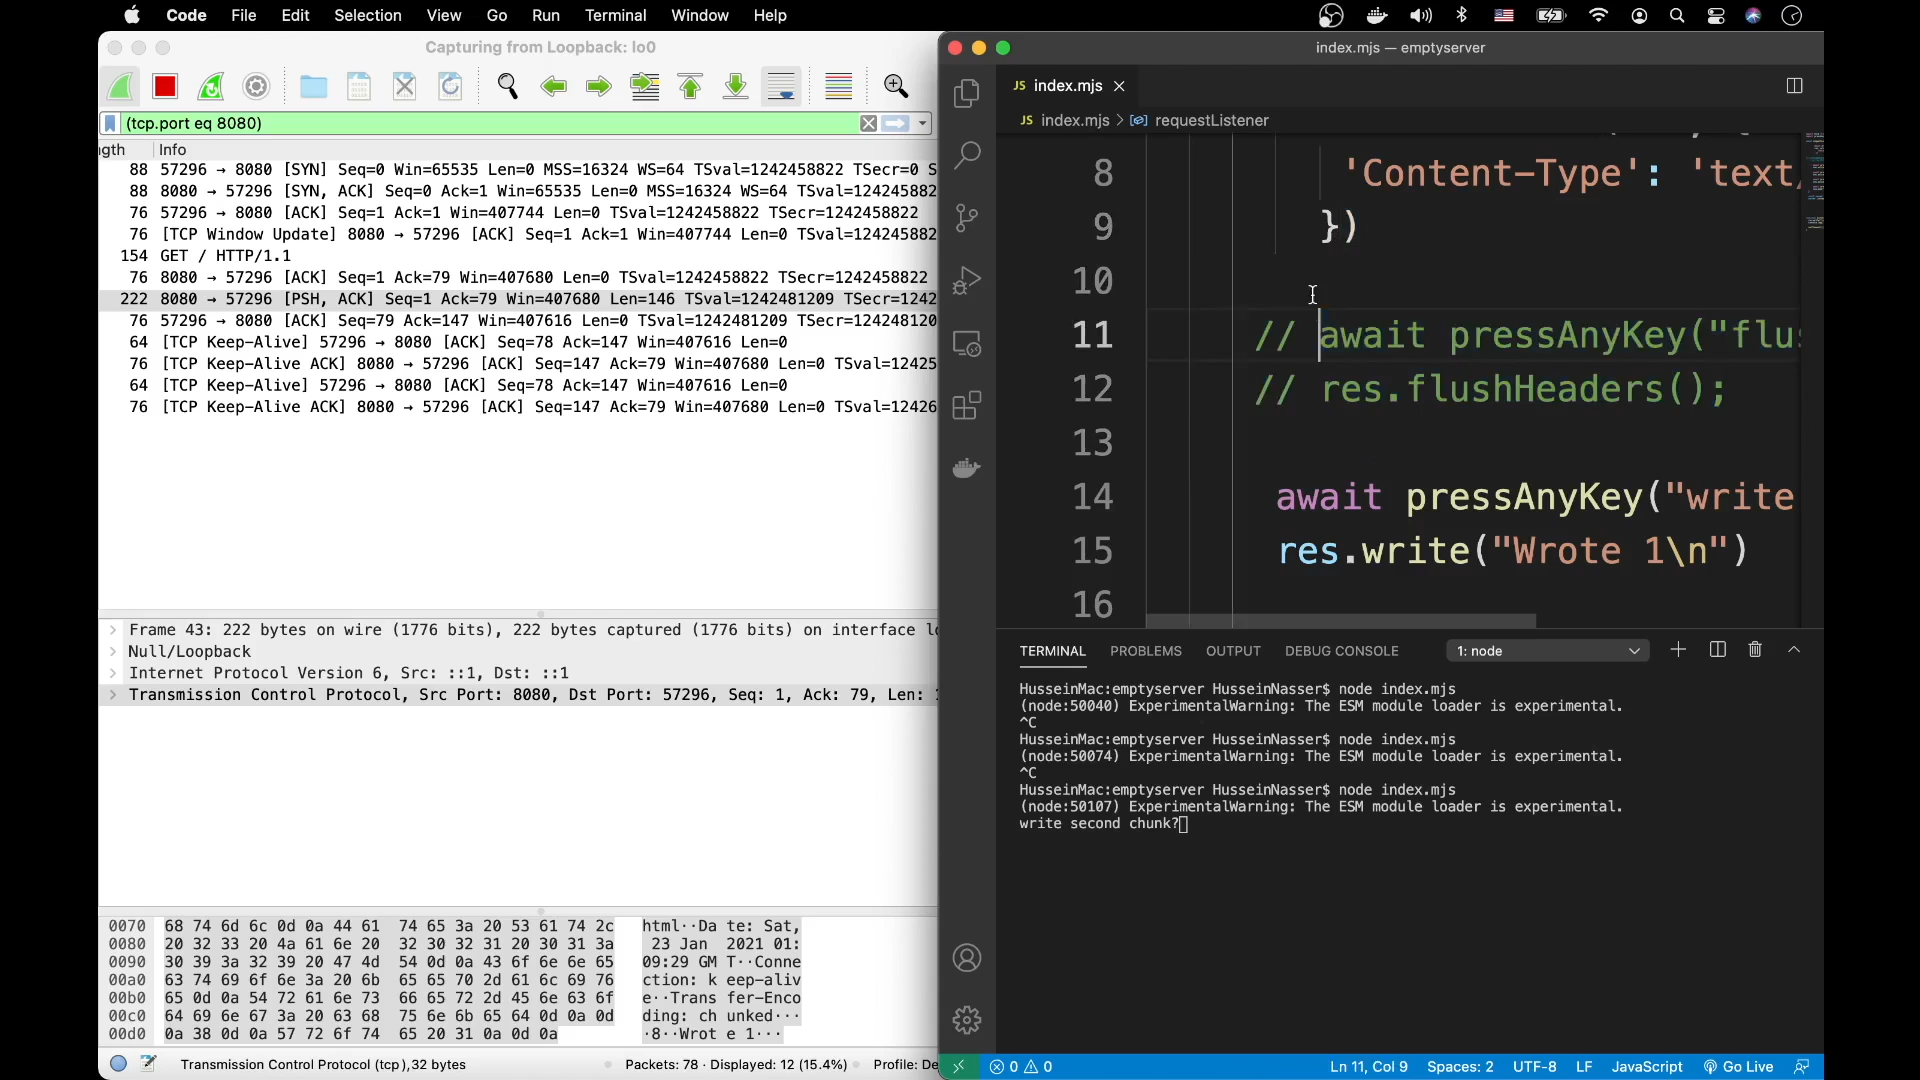 Code File Edit Selection View Go Run Terminal Window Help
Capturing from Loopback: lo0
(tcp.port eq 8080)
gth Info
88 57296 → 8080 [SYN] Seq=0 Win=65535 Len=0 MSS=16324 WS=64 TSval=1242458822 TSecr=0 S
88 8080 → 57296 [SYN, ACK] Seq=0 Ack=1 Win=65535 Len=0 MSS=16324 WS=64 TSval=124245882
76 57296 → 8080 [ACK] Seq=1 Ack=1 Win=407744 Len=0 TSval=1242458822 TSecr=1242458822
76 [TCP Window Update] 8080 → 57296 [ACK] Seq=1 Ack=1 Win=407744 Len=0 TSval=124245882
154 GET / HTTP/1.1
76 8080 → 57296 [ACK] Seq=1 Ack=79 Win=407680 Len=0 TSval=1242458822 TSecr=1242458822
222 8080 → 57296 [PSH, ACK] Seq=1 Ack=79 Win=407680 Len=146 TSval=1242481209 TSecr=1242
76 57296 → 8080 [ACK] Seq=79 Ack=147 Win=407616 Len=0 TSval=1242481209 TSecr=124248120
64 [TCP Keep-Alive] 57296 → 8080 [ACK] Seq=78 Ack=147 Win=407616 Len=0
76 [TCP Keep-Alive ACK] 8080 → 57296 [ACK] Seq=147 Ack=79 Win=407680 Len=0 TSval=12425
64 [TCP Keep-Alive] 57296 → 8080 [ACK] Seq=78 Ack=147 Win=407616 Len=0
76 [TCP Keep-Alive ACK] 8080 → 57296 [ACK] Seq=147 Ack=79 Win=407680 Len=0 TSval=12426
Frame 43: 222 bytes on wire (1776 bits), 222 bytes captured (1776 bits) on interface l
Null/Loopback
Internet Protocol Version 6, Src: ::1, Dst: ::1
Transmission Control Protocol, Src Port: 8080, Dst Port: 57296, Seq: 1, Ack: 79, Len: 1
0070 68 74 6d 6c 0d 0a 44 61 74 65 3a 20 53 61 74 2c html··Da te: Sat,
0080 20 32 33 20 4a 61 6e 20 32 30 32 31 20 30 31 3a 23 Jan 2021 01:
0090 30 39 3a 32 39 20 47 4d 54 0d 0a 43 6f 6e 6e 65 09:29 GM T··Conne
00a0 63 74 69 6f 6e 3a 20 6b 65 65 70 2d 61 6c 69 76 ction: k eep-aliv
00b0 65 0d 0a 54 72 61 6e 73 66 65 72 2d 45 6e 63 6f e··Trans fer-Enco
00c0 64 69 6e 67 3a 20 63 68 75 6e 6b 65 64 0d 0a 0d ding: ch unked···
00d0 0a 38 0d 0a 57 72 6f 74 65 20 31 0a 0d 0a ·8··Wrot e 1···
Transmission Control Protocol (tcp), 32 bytes Packets: 78 · Displayed: 12 (15.4%) Profile: De
index.mjs — emptyserver
JS index.mjs ×
JS index.mjs > requestListener
8 'Content-Type': 'text/
9 })
10
11 // await pressAnyKey("flus
12 // res.flushHeaders();
13
14 await pressAnyKey("write
15 res.write("Wrote 1\n")
16
TERMINAL PROBLEMS OUTPUT DEBUG CONSOLE 1: node
HusseinMac:emptyserver HusseinNasser$ node index.mjs
(node:50040) ExperimentalWarning: The ESM module loader is experimental.
^C
HusseinMac:emptyserver HusseinNasser$ node index.mjs
(node:50074) ExperimentalWarning: The ESM module loader is experimental.
^C
HusseinMac:emptyserver HusseinNasser$ node index.mjs
(node:50107) ExperimentalWarning: The ESM module loader is experimental.
write second chunk?
0 0 Ln 11, Col 9 Spaces: 2 UTF-8 LF JavaScript Go Live